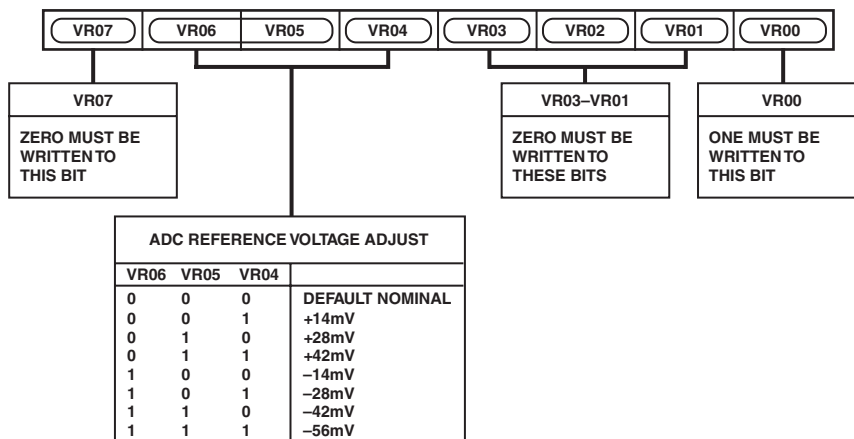 VR07 VR06 VR05 VR04 VR03 VR02 VR01 VR00
VR07
ZERO MUST BE
WRITTEN TO
THIS BIT
VR03–VR01
ZERO MUST BE
WRITTEN TO
THESE BITS
VR00
ONE MUST BE
WRITTEN TO
THIS BIT
ADC REFERENCE VOLTAGE ADJUST
VR06 VR05 VR04
0 0 0 DEFAULT NOMINAL
0 0 1 +14mV
0 1 0 +28mV
0 1 1 +42mV
1 0 0 –14mV
1 0 1 –28mV
1 1 0 –42mV
1 1 1 –56mV